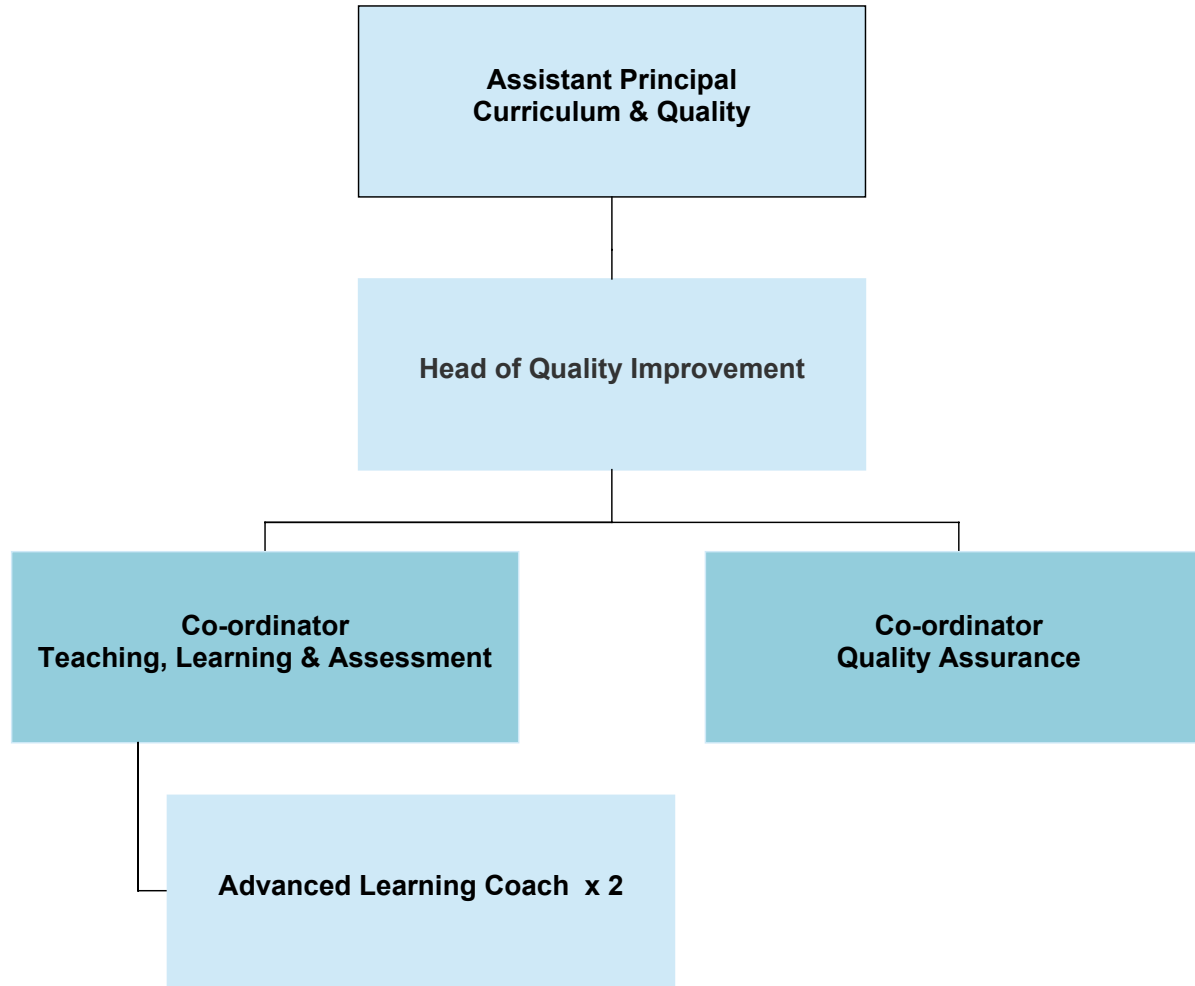 Assistant Principal
Curriculum & Quality
Head of Quality Improvement
Co-ordinator
Teaching, Learning & Assessment
Co-ordinator
Quality Assurance
Advanced Learning Coach  x 2